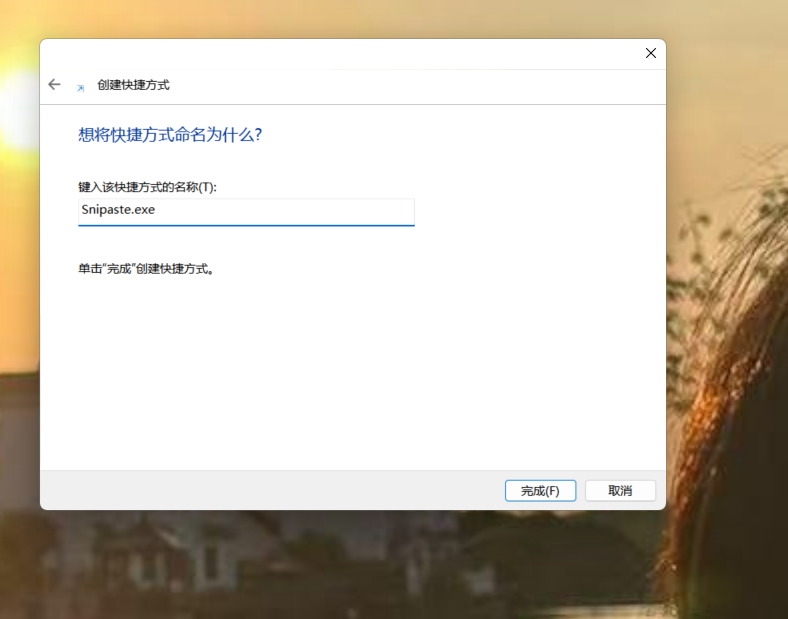 创建快捷方式
想将快捷方式命名为什么?
键入该快捷方式的名称(T):
Snipaste.exe
单击"完成"创建快捷方式。
完成(F)
取消